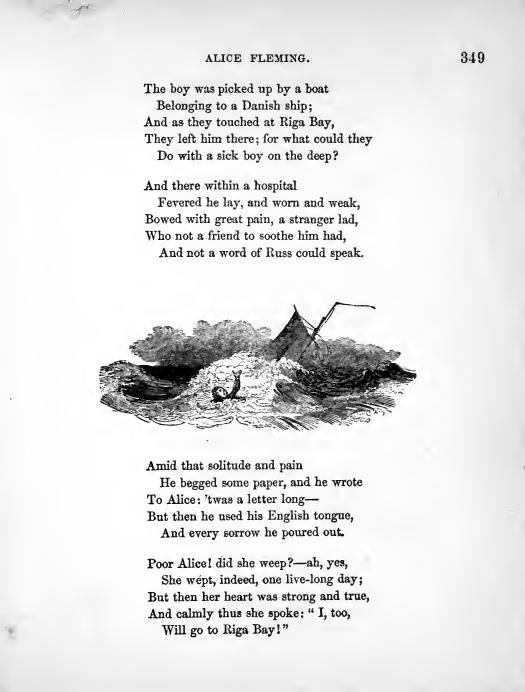 ALICE FLEMING.
349
The boy was picked up by a boat
Belonging to a Danish ship;
And as they touched at Riga Bay,
They left him there; for what could they
Do with a sick boy on the deep?
And there within a hospital
Fevered he lay, and worn and weak,
Bowed with great pain, a stranger lad,
Who not a friend to soothe him had,
And not a word of Russ could speak.
Amid that solitude and pain
He begged some paper, and he wrote
To Alice: 'twas a letter long—
But then he used his English tongue,
And every sorrow he poured out.
Poor Alice! did she weep?—ah, yes,
She wept, indeed, one live-long day;
But then her heart was strong and true,
And calmly thus she spoke: “ I, too,
Will go to Riga Bay!”